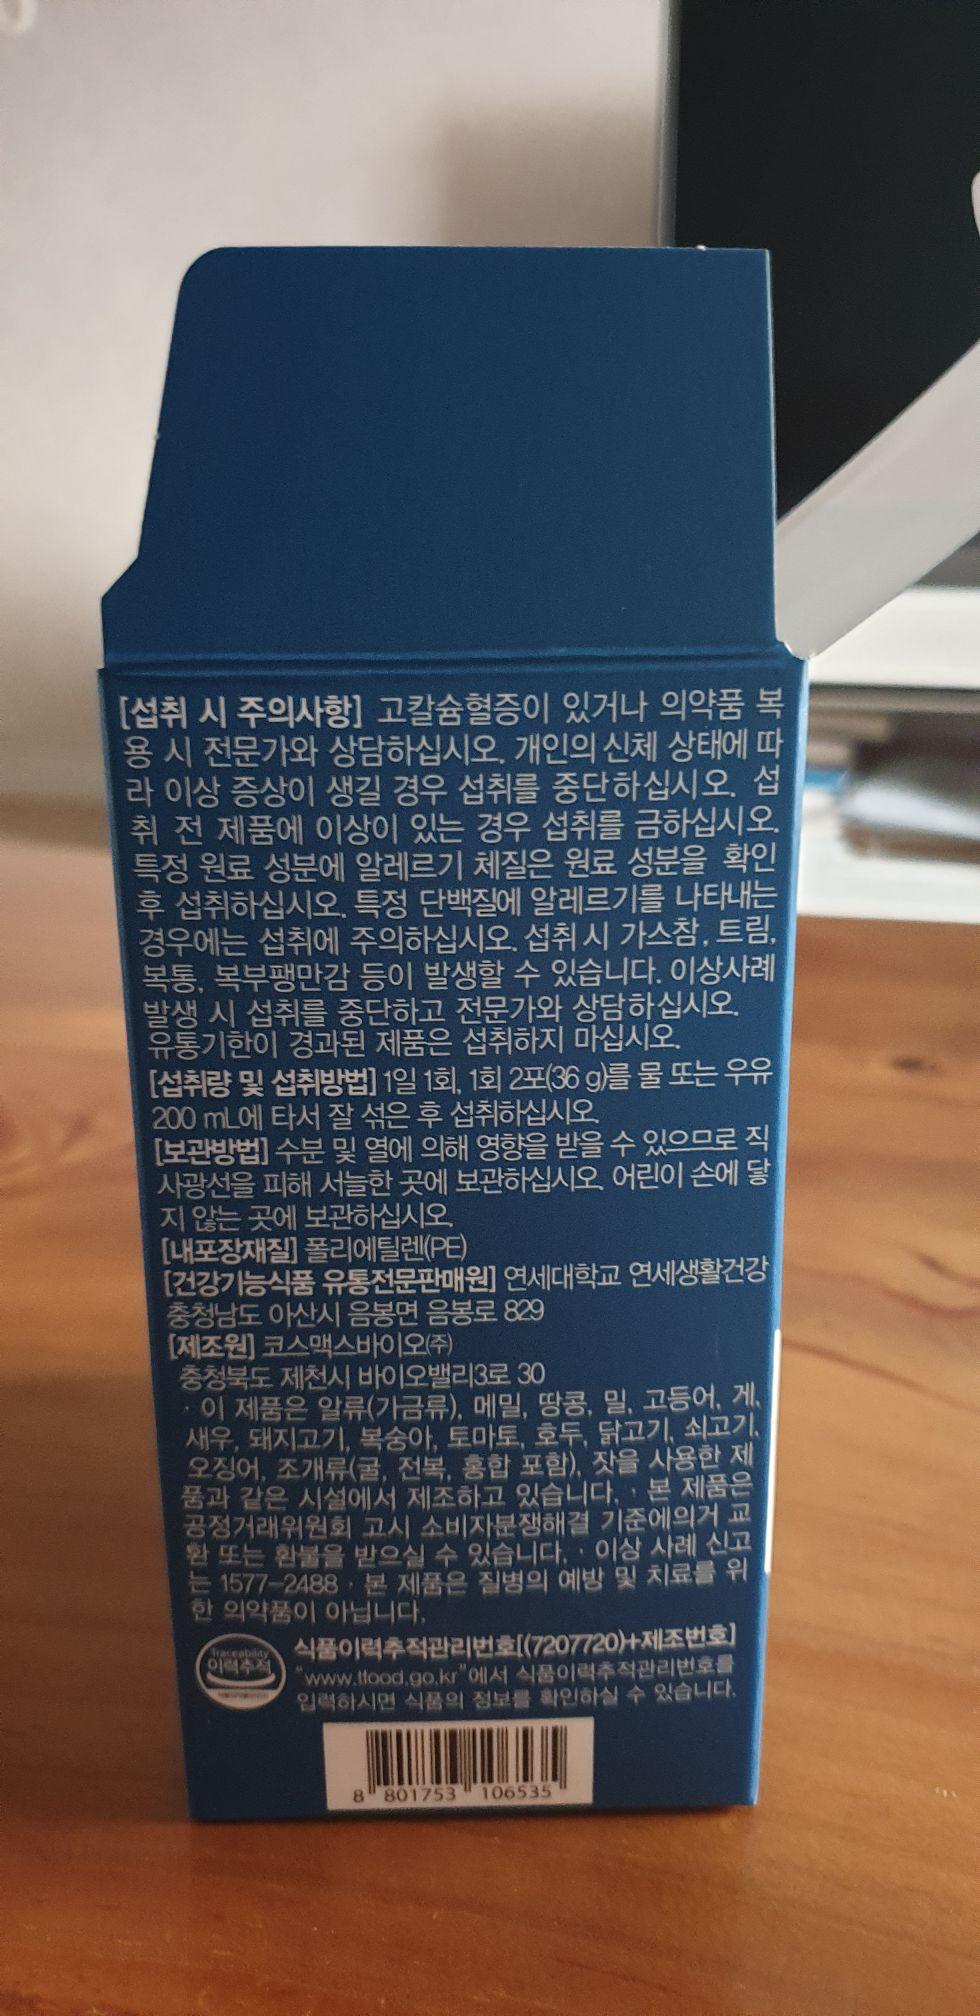 [섭취 시 주의사항] 고칼슘혈증이 있거나 의약품 복
용 시 전문가와 상담하십시오. 개인의 신체 상태에 따
라 이상 증상이 생길 경우 섭취를 중단하십시오. 섭
취 전 제품에 이상이 있는 경우 섭취를 금하십시오.
특정 원료 성분에 알레르기 체질은 원료 성분을 확인
후 섭취하십시오. 특정 단백질에 알레르기를 나타내는
경우에는 섭취에 주의하십시오. 섭취 시 가스참, 트림,
복통, 복부팽만감 등이 발생할 수 있습니다. 이상사례
발생 시 섭취를 중단하고 전문가와 상담하십시오.
유통기한이 경과된 제품은 섭취하지 마십시오.
[섭취량 및 섭취방법] 1일 1회, 1회 2포(36 g)를 물 또는 우유
200 mL에 타서 잘 섞은 후 섭취하십시오.
[보관방법] 수분 및 열에 의해 영향을 받을 수 있으므로 직
사광선을 피해 서늘한 곳에 보관하십시오. 어린이 손에 닿
지 않는 곳에 보관하십시오.
[내포장재질] 폴리에틸렌(PE)
[건강기능식품 유통전문판매원] 연세대학교 연세생활건강
충청남도 아산시 음봉면 음봉로 829
[제조원] 코스맥스바이오㈜
충청북도 제천시 바이오밸리3로 30
· 이 제품은 알류(가금류), 메밀, 땅콩, 밀, 고등어, 게,
새우, 돼지고기, 복숭아, 토마토, 호두, 닭고기, 쇠고기,
오징어, 조개류(굴, 전복, 홍합 포함), 잣을 사용한 제
품과 같은 시설에서 제조하고 있습니다. · 본 제품은
공정거래위원회 고시 소비자분쟁해결 기준에의거 교
환 또는 환불을 받으실 수 있습니다. · 이상 사례 신고
는 1577-2488 · 본 제품은 질병의 예방 및 치료를 위
한 의약품이 아닙니다.
Traceability
이력추적
식품이력추적관리번호[(7207720)+제조번호]
"www.tfood.go.kr"에서 식품이력추적관리번호를
입력하시면 식품의 정보를 확인하실 수 있습니다.
8 801753 106535